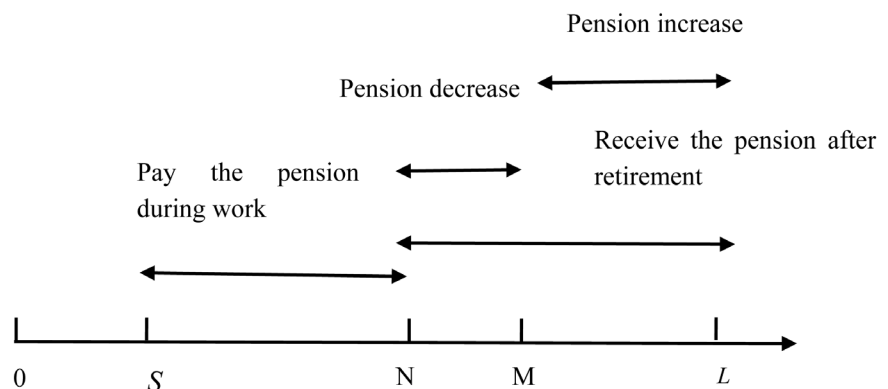 Pension increase
Pension decrease
Receive the pension after
retirement
Pay the pension
during work
0 S N M L